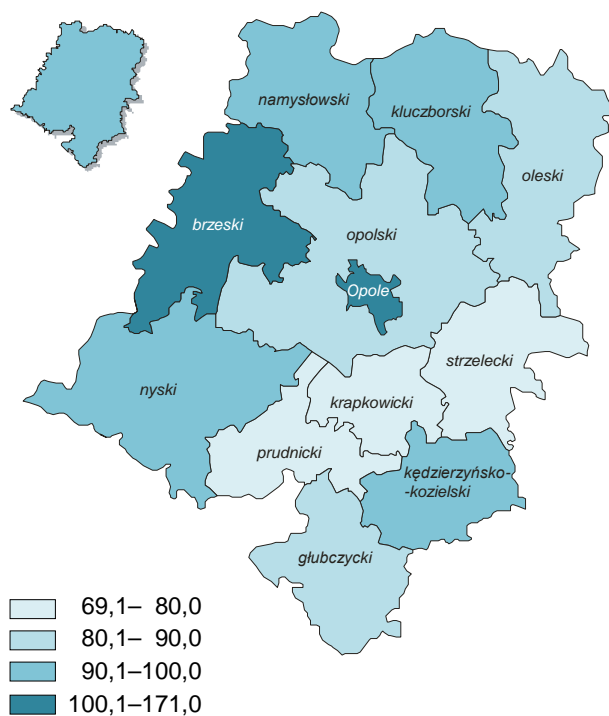 namysłowski
kluczborski
oleski
brzeski
opolski
Opole
strzelecki
nyski
krapkowicki
prudnicki
kędzierzyńsko-
-kozielski
głubczycki
69,1– 80,0
80,1– 90,0
90,1–100,0
100,1–171,0